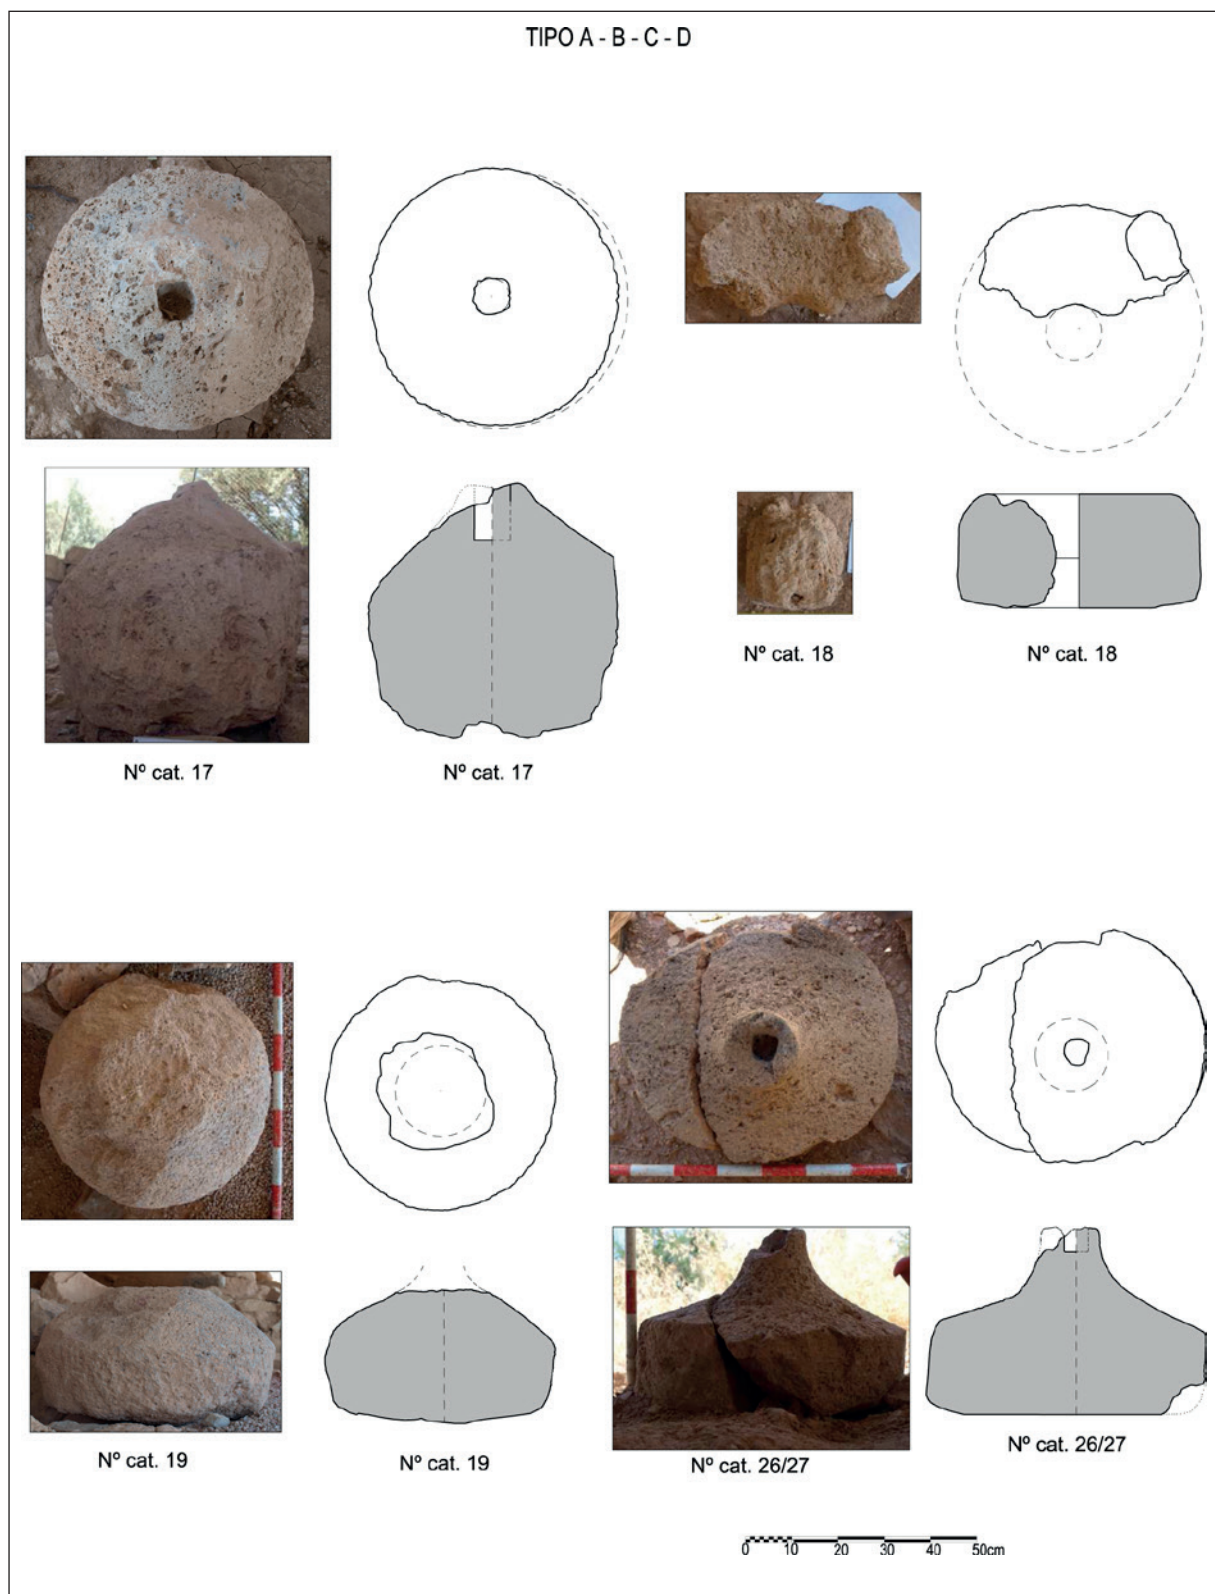 TIPO A - B - C - D
Nº cat. 18
Nº cat. 18
Nº cat. 17
Nº cat. 17
Nº cat. 19
Nº cat. 19
Nº cat. 26/27
Nº cat. 26/27
0 10 20 30 40 50cm